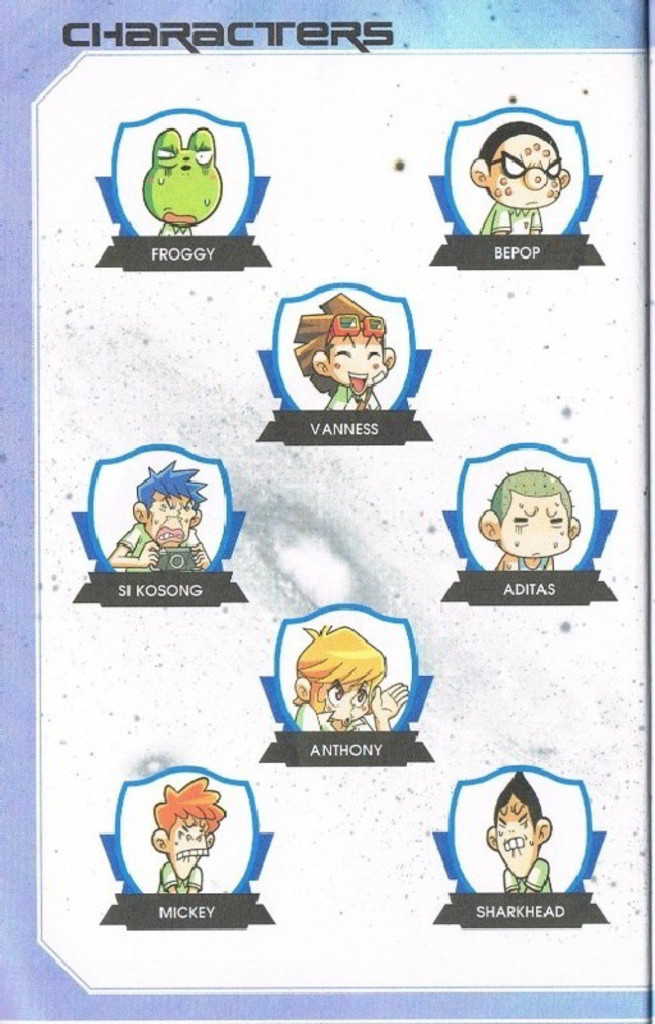 CHARACTERS
FROGGY
BEPOP
VANNESS
SI KOSONG
ADITAS
ANTHONY
MICKEY
SHARKHEAD